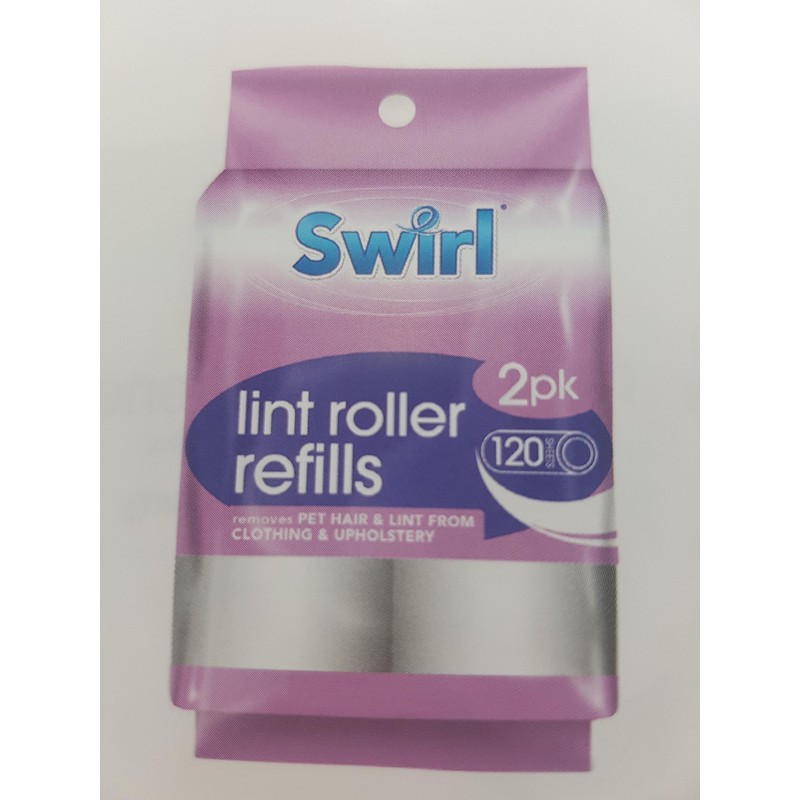 Swirl®
2pk
lint roller
refills
120 SHEETS
removes PET HAIR & LINT FROM
CLOTHING & UPHOLSTERY